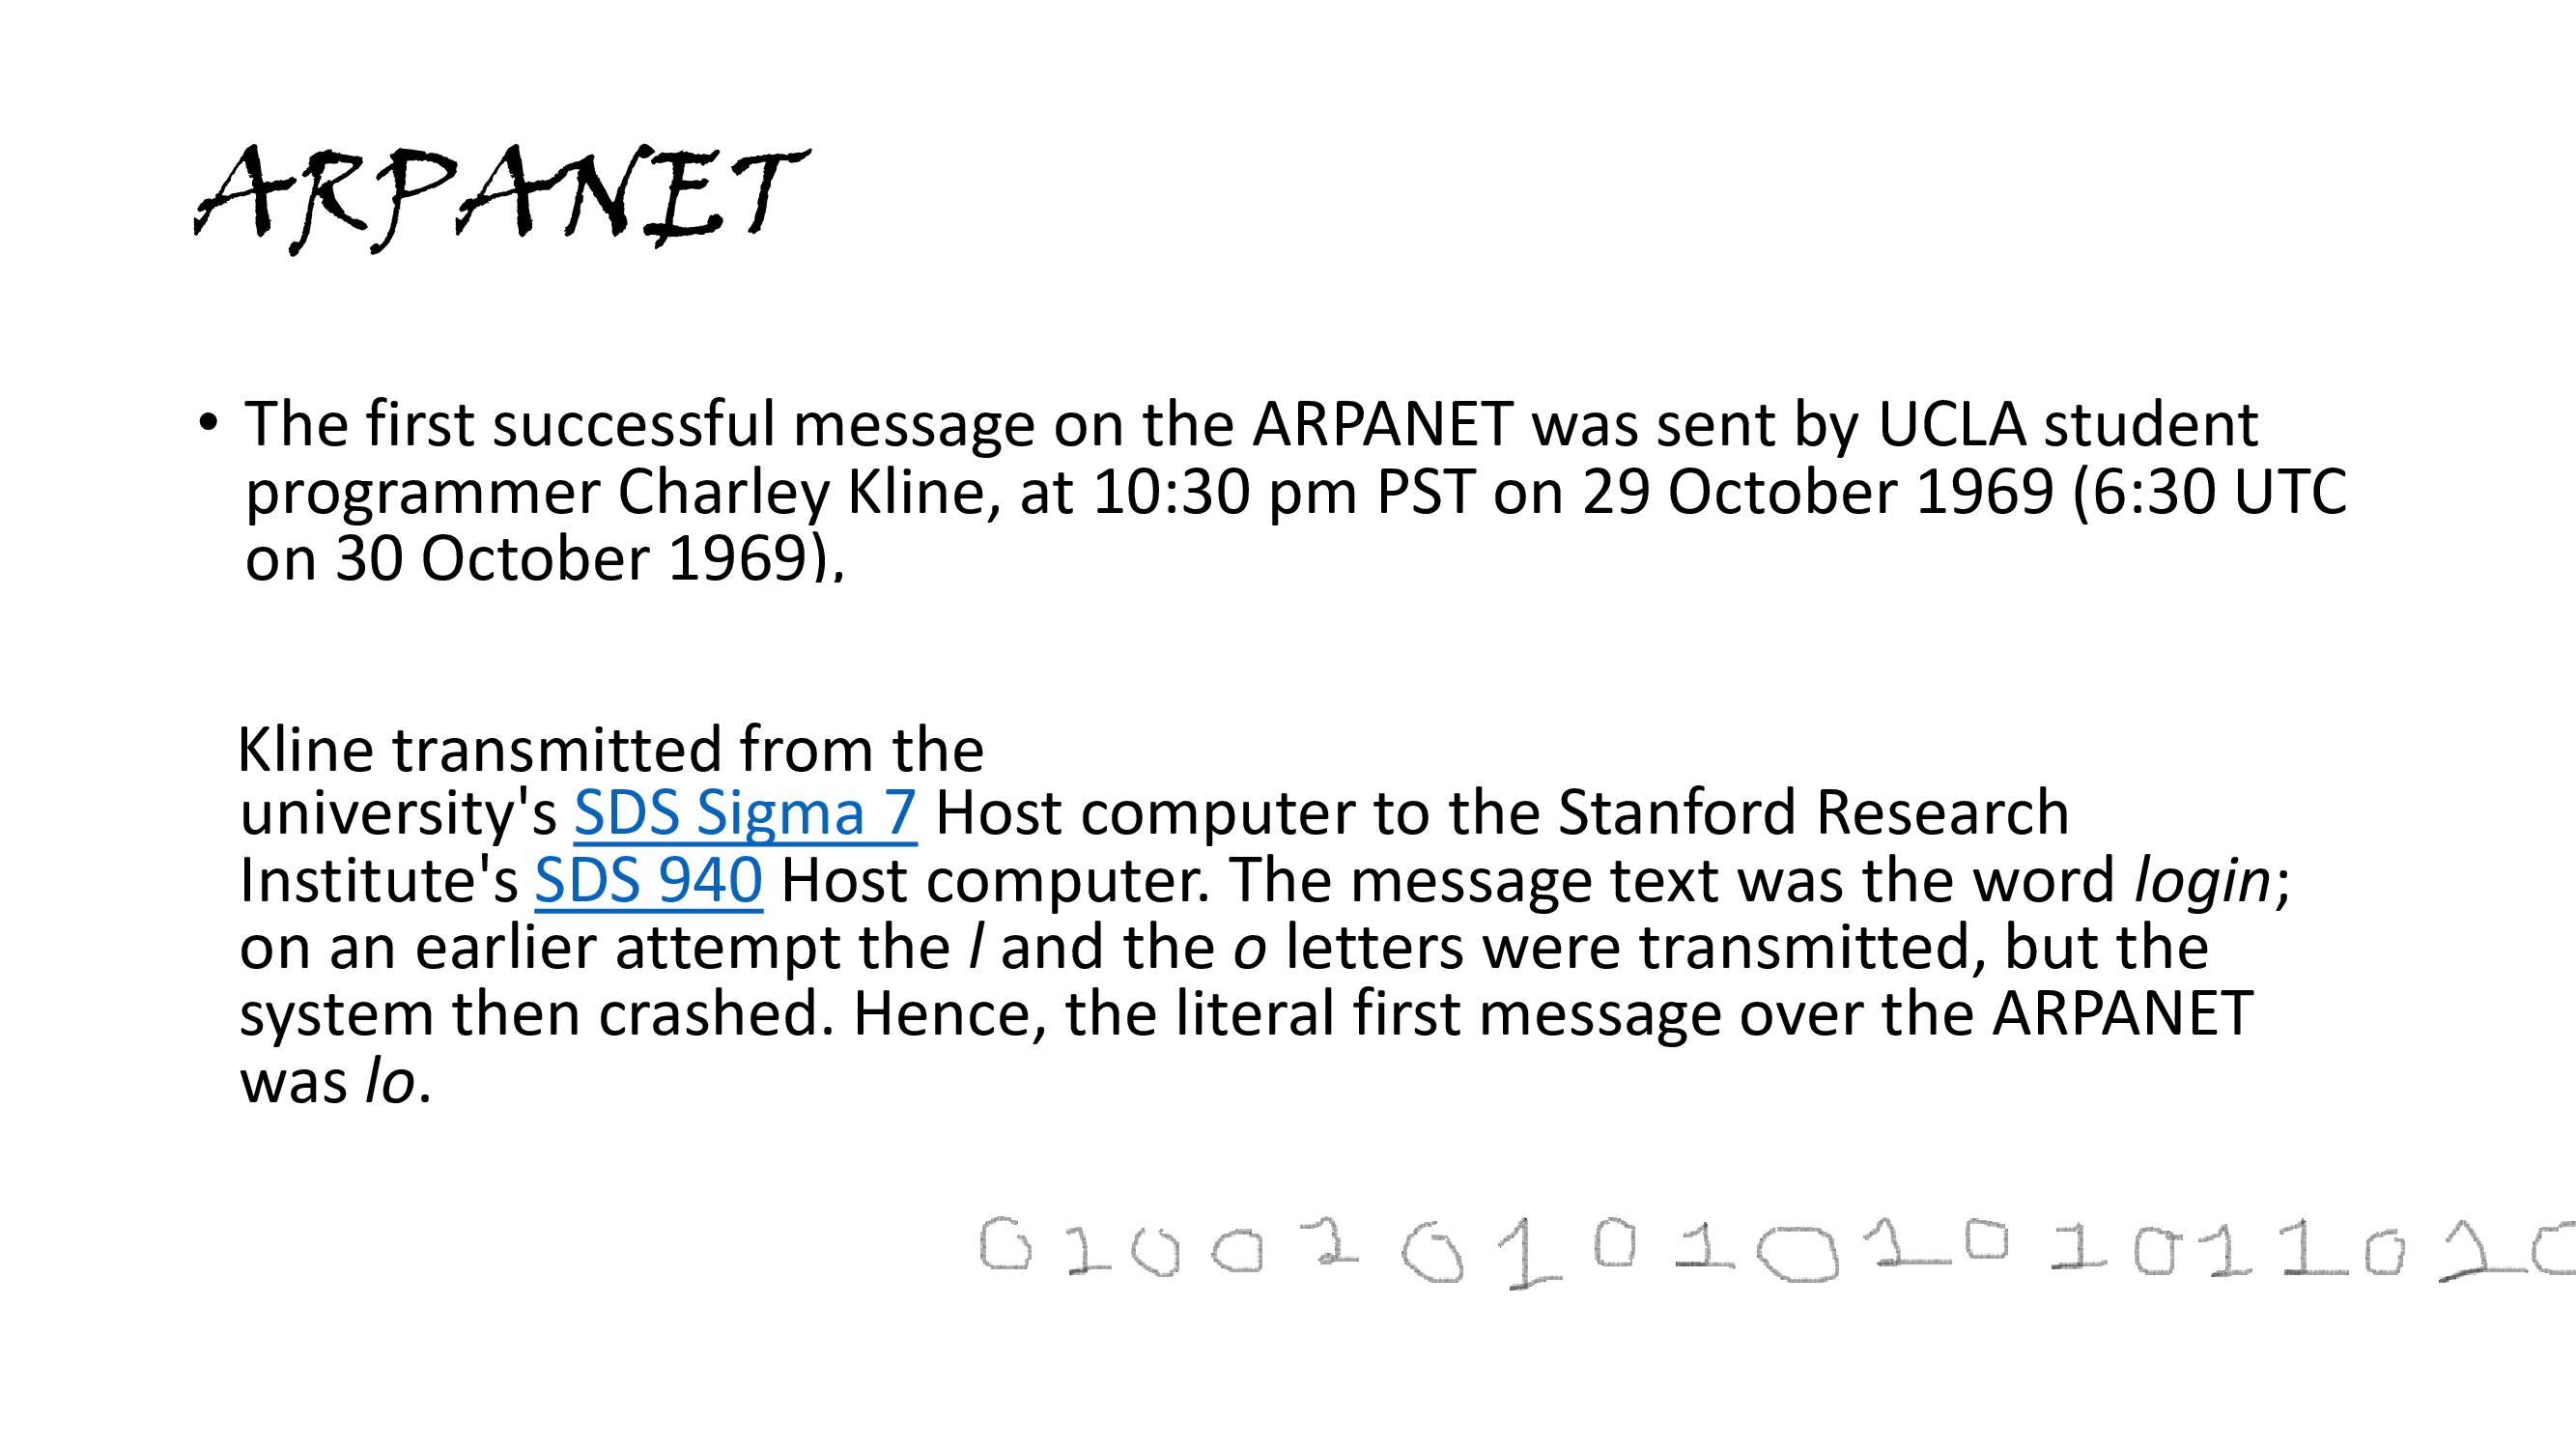 ARPANET
• The first successful message on the ARPANET was sent by UCLA student
programmer Charley Kline, at 10:30 pm PST on 29 October 1969 (6:30 UTC
on 30 October 1969).
Kline transmitted from the
university's SDS Sigma 7 Host computer to the Stanford Research
Institute's SDS 940 Host computer. The message text was the word login;
on an earlier attempt the l and the o letters were transmitted, but the
system then crashed. Hence, the literal first message over the ARPANET
was lo.
0100101010101011010